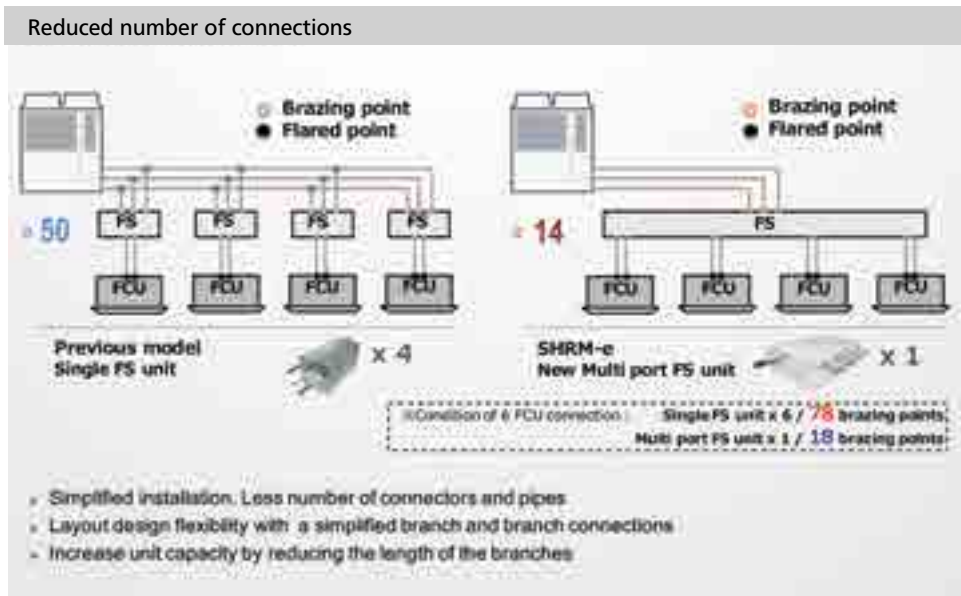 Reduced number of connections
Brazing point
Flared point
50
FS FS FS FS
FCU FCU FCU FCU
Previous model
Single FS unit
x 4
Brazing point
Flared point
14
FS
FCU FCU FCU FCU
SHRM-e
New Multi port FS unit
x 1
※Condition of 6 FCU connection : Single FS unit x 6 / 78 brazing points
Multi port FS unit x 1 / 18 brazing points
Simplified installation. Less number of connectors and pipes
Layout design flexibility with a simplified branch and branch connections
Increase unit capacity by reducing the length of the branches